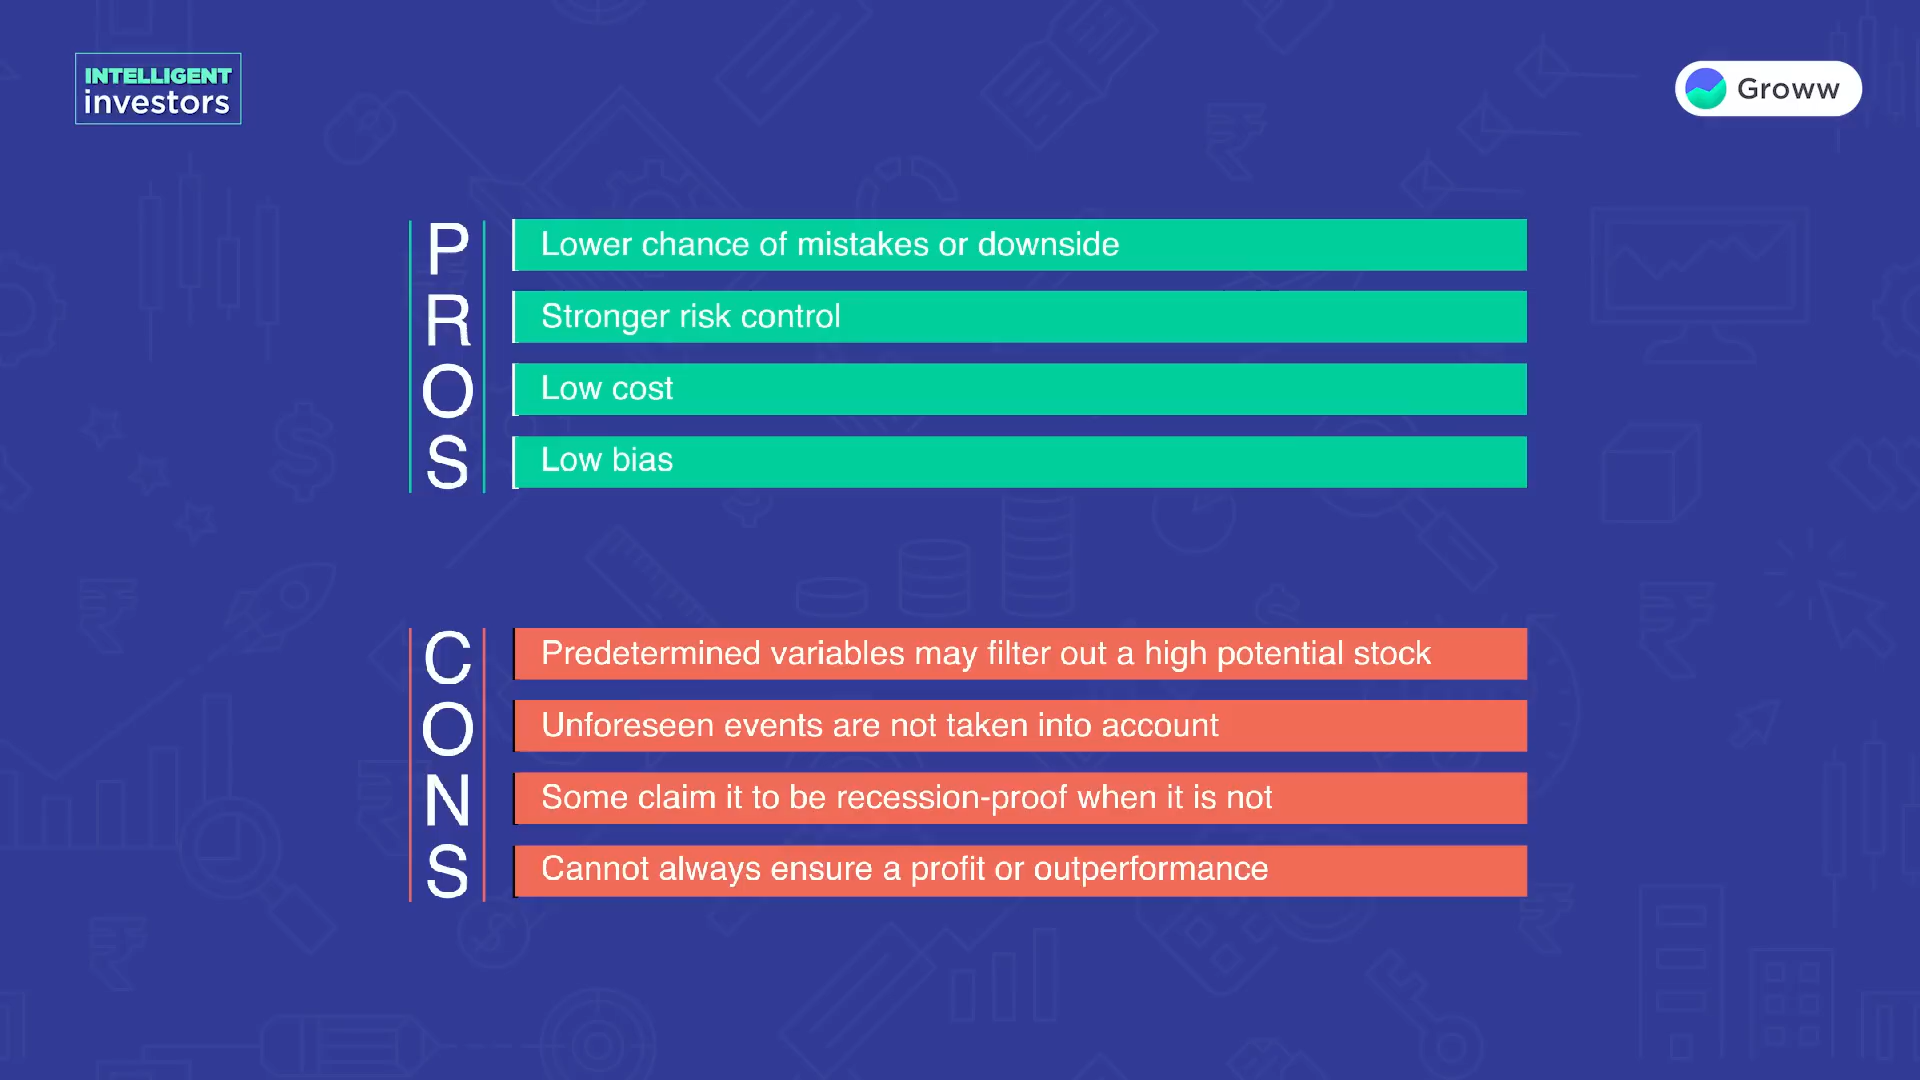 INTELLIGENT
investors
Groww
PROS
Lower chance of mistakes or downside
Stronger risk control
Low cost
Low bias
CONS
Predetermined variables may filter out a high potential stock
Unforeseen events are not taken into account
Some claim it to be recession-proof when it is not
Cannot always ensure a profit or outperformance